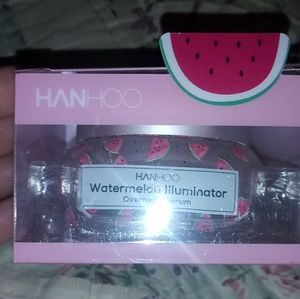 HANHOO
HANHOO
Watermelon Illuminator
Overnight Serum